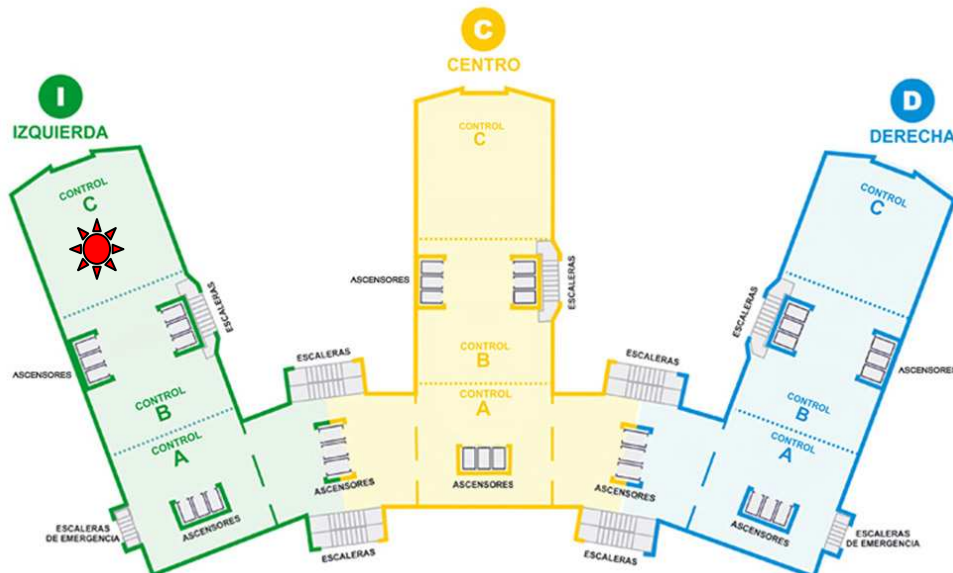 C
CENTRO
I
IZQUIERDA
D
DERECHA
CONTROL
C
CONTROL
C
CONTROL
C
ASCENSORES
ESCALERAS
ESCALERAS
ESCALERAS
ASCENSORES
CONTROL
B
CONTROL
B
CONTROL
B
ASCENSORES
ESCALERAS
ESCALERAS
CONTROL
A
CONTROL
A
CONTROL
A
ASCENSORES
ASCENSORES
ASCENSORES
ASCENSORES
ASCENSORES
ESCALERAS
DE EMERGENCIA
ESCALERAS
ESCALERAS
ESCALERAS
DE EMERGENCIA